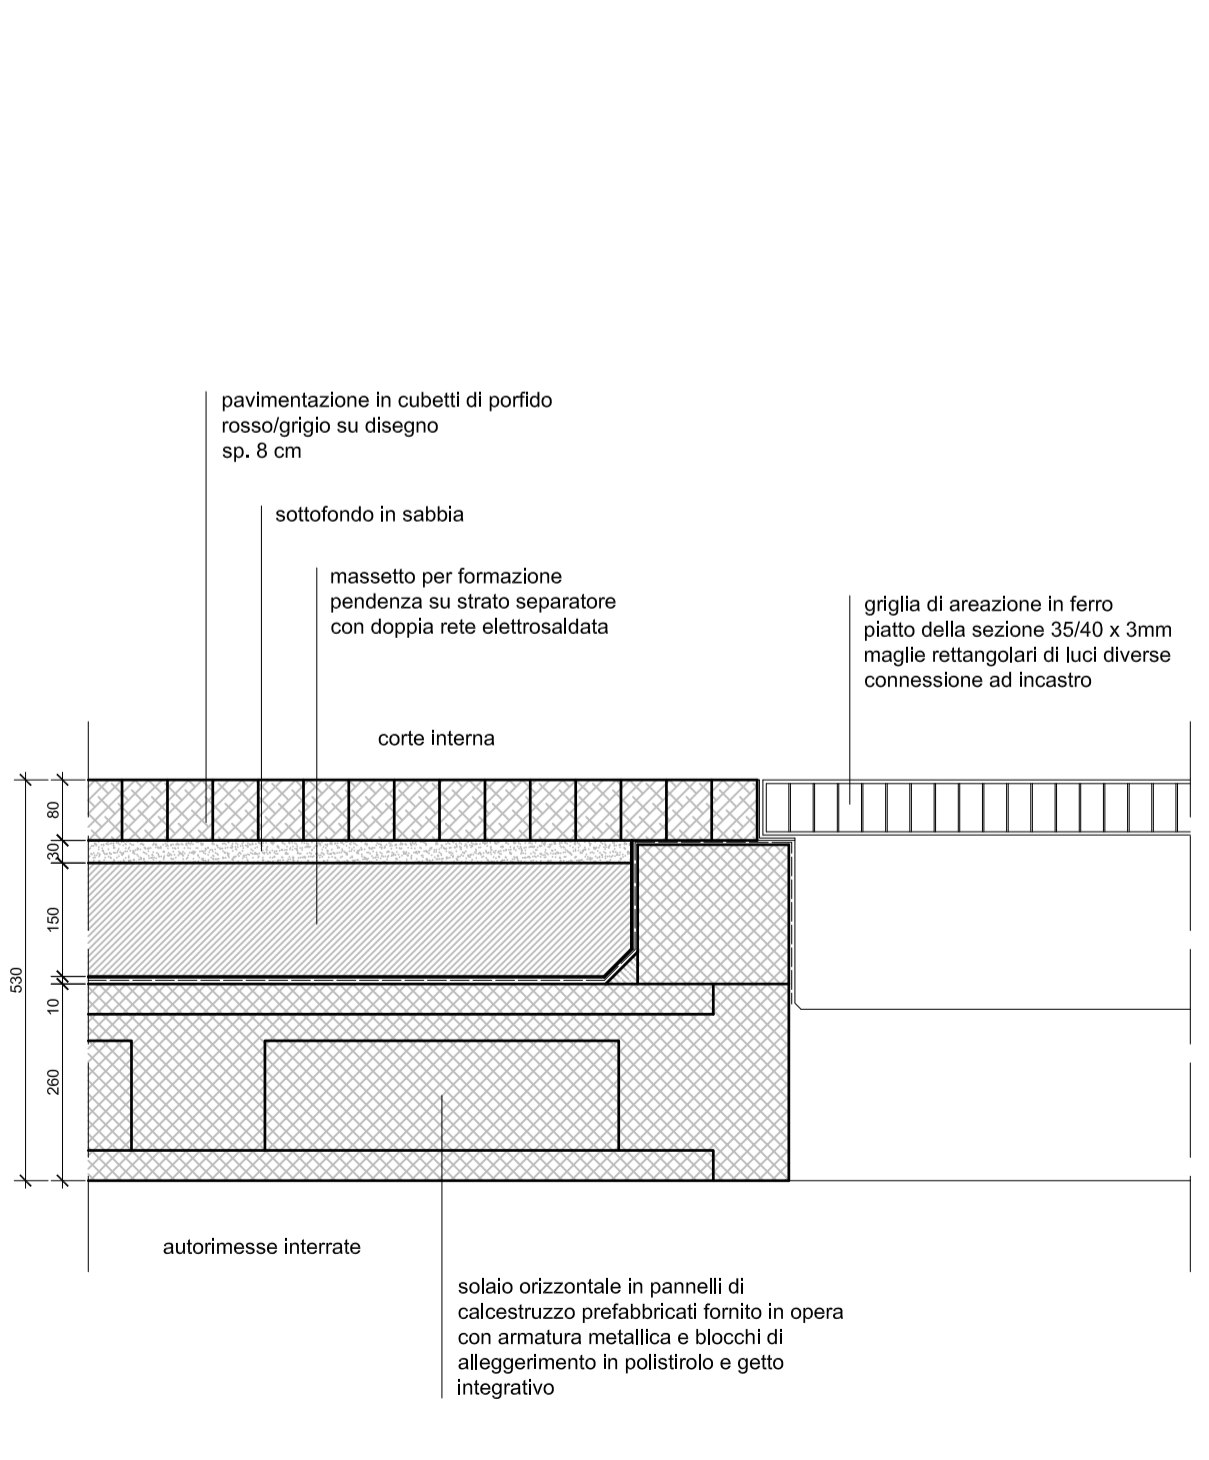 pavimentazione in cubetti di porfido
rosso/grigio su disegno
sp. 8 cm
sottofondo in sabbia
massetto per formazione
pendenza su strato separatore
con doppia rete elettrosaldata
griglia di areazione in ferro
piatto della sezione 35/40 x 3mm
maglie rettangolari di luci diverse
connessione ad incastro
corte interna
80
30
150
530
10
260
autorimesse interrate
solaio orizzontale in pannelli di
calcestruzzo prefabbricati fornito in opera
con armatura metallica e blocchi di
alleggerimento in polistirolo e getto
integrativo